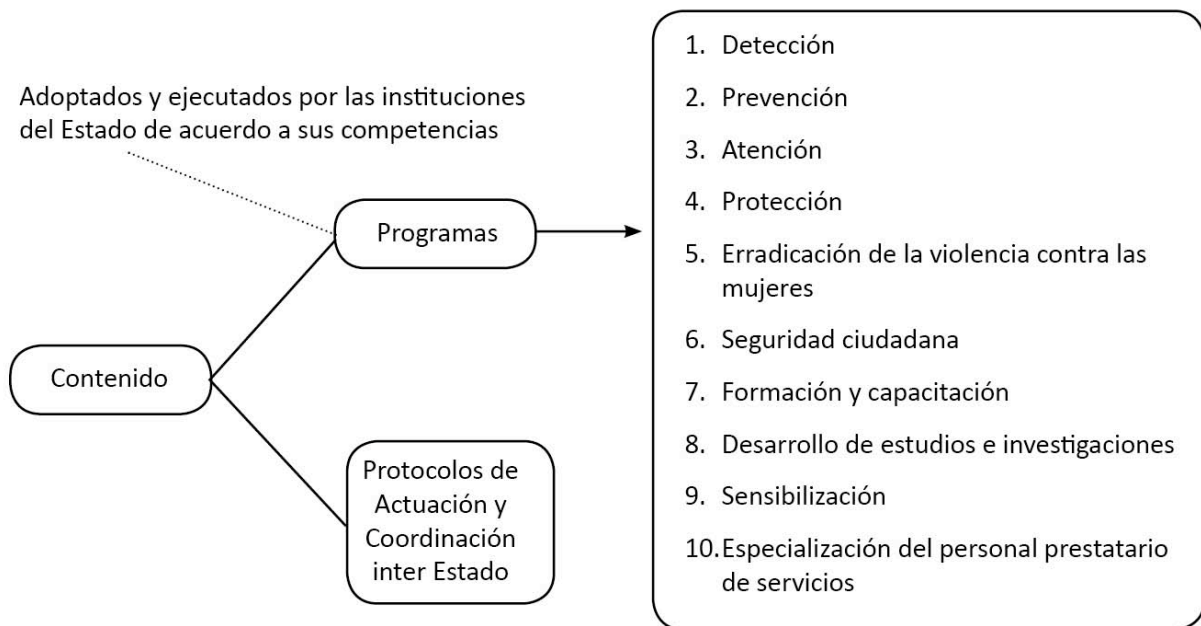 Adoptados y ejecutados por las instituciones
del Estado de acuerdo a sus competencias
Programas
Contenido
Protocolos de
Actuación y
Coordinación
inter Estado
1. Detección
2. Prevención
3. Atención
4. Protección
5. Erradicación de la violencia contra las
mujeres
6. Seguridad ciudadana
7. Formación y capacitación
8. Desarrollo de estudios e investigaciones
9. Sensibilización
10. Especialización del personal prestatario
de servicios